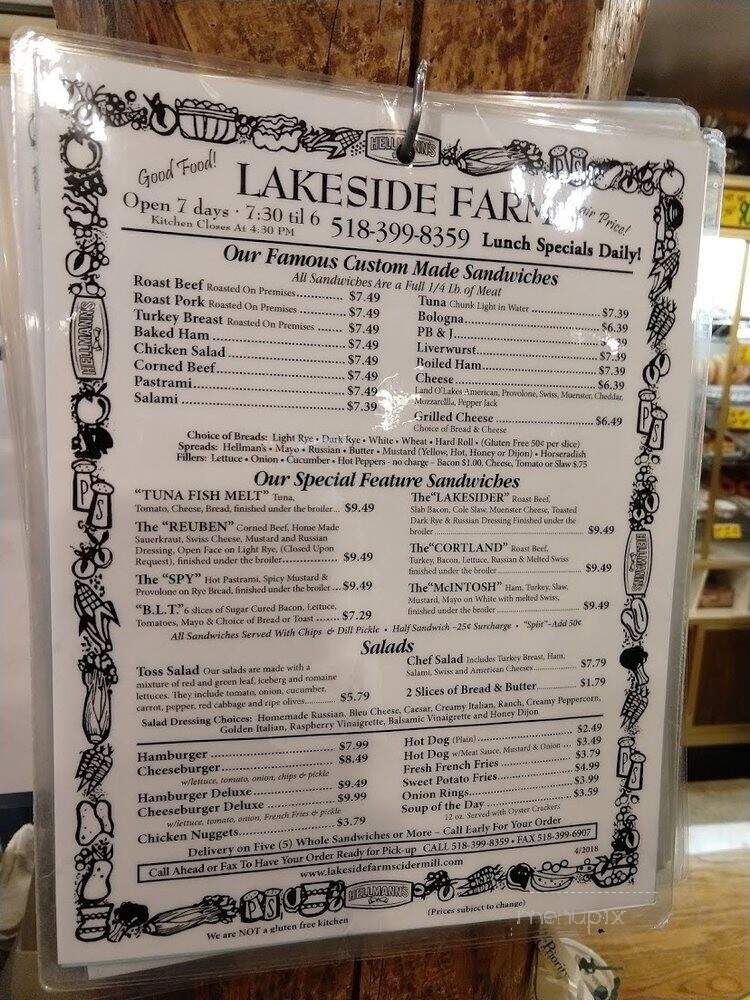 HELLMANN'S
Good Food!
LAKESIDE FARM
Price!
Open 7 days · 7:30 til 6
Kitchen Closes At 4:30 PM
518-399-8359
Lunch Specials Daily!
Our Famous Custom Made Sandwiches
All Sandwiches Are a Full 1/4 Lb. of Meat
Roast Beef Roasted On Premises $7.49
Roast Pork Roasted On Premises $7.49
Turkey Breast Roasted On Premises $7.49
Baked Ham $7.49
Chicken Salad $7.49
Corned Beef $7.49
Pastrami $7.49
Salami $7.39
Tuna Chunk Light in Water $7.39
Bologna $6.39
PB & J
Liverwurst $7.39
Boiled Ham $7.39
Cheese $6.39
Land O'Lakes American, Provolone, Swiss, Muenster, Cheddar,
Mozzarellla, Pepper Jack
Grilled Cheese $6.49
Choice of Bread & Cheese
Choice of Breads: Light Rye • Dark Rye • White • Wheat • Hard Roll • (Gluten Free 50¢ per slice)
Spreads: Hellman's • Mayo • Russian • Butter • Mustard (Yellow, Hot, Honey or Dijon) • Horseradish
Fillers: Lettuce • Onion • Cucumber • Hot Peppers - no charge – Bacon $1.00, Cheese, Tomato or Slaw $.75
Our Special Feature Sandwiches
"TUNA FISH MELT" Tuna,
Tomato, Cheese, Bread, finished under the broiler... $9.49
The "REUBEN" Corned Beef, Home Made
Sauerkraut, Swiss Cheese, Mustard and Russian
Dressing, Open Face on Light Rye, (Closed Upon
Request), finished under the broiler $9.49
The "SPY" Hot Pastrami, Spicy Mustard &
Provolone on Rye Bread, finished under the broiler... $9.49
"B.L.T." 6 slices of Sugar Cured Bacon, Lettuce,
Tomatoes, Mayo & Choice of Bread or Toast $7.29
The "LAKESIDER" Roast Beef,
Slab Bacon, Cole Slaw, Muenster Cheese, Toasted
Dark Rye & Russian Dressing Finished under the
broiler $9.49
The "CORTLAND" Roast Beef,
Turkey, Bacon, Lettuce, Russian & Melted Swiss
finished under the broiler $9.49
The "McINTOSH" Ham, Turkey, Slaw,
Mustard, Mayo on White with melted Swiss,
finished under the broiler $9.49
All Sandwiches Served With Chips & Dill Pickle • Half Sandwich –25¢ Surcharge • "Split"–Add 50¢
Salads
Toss Salad Our salads are made with a
mixture of red and green leaf, iceberg and romaine
lettuces. They include tomato, onion, cucumber,
carrot, pepper, red cabbage and ripe olives $5.79
Chef Salad Includes Turkey Breast, Ham,
Salami, Swiss and American Cheeses $7.79
2 Slices of Bread & Butter $1.79
Salad Dressing Choices: Homemade Russian, Bleu Cheese, Caesar, Creamy Italian, Ranch, Creamy Peppercorn,
Golden Italian, Raspberry Vinaigrette, Balsamic Vinaigrette and Honey Dijon
Hamburger $7.99
Cheeseburger $8.49
w/lettuce, tomato, onion, chips & pickle
Hamburger Deluxe $9.49
Cheeseburger Deluxe $9.99
w/lettuce, tomato, onion, French Fries & pickle
Chicken Nuggets $3.79
Hot Dog (Plain) $2.49
Hot Dog w/Meat Sauce, Mustard & Onion $3.49
Fresh French Fries $3.79
Sweet Potato Fries $4.99
Onion Rings $3.99
Soup of the Day $3.59
12 oz. Served with Oyster Crackers
Delivery on Five (5) Whole Sandwiches or More – Call Early For Your Order
Call Ahead or Fax To Have Your Order Ready for Pick-up CALL 518-399-8359 • FAX 518-399-6907
www.lakesidefarmscidermill.com
4/2018
HELLMANN'S
HELLMANN'S
HELLMANN'S
We are NOT a gluten free kitchen
(Prices subject to change)
menupix
Priority